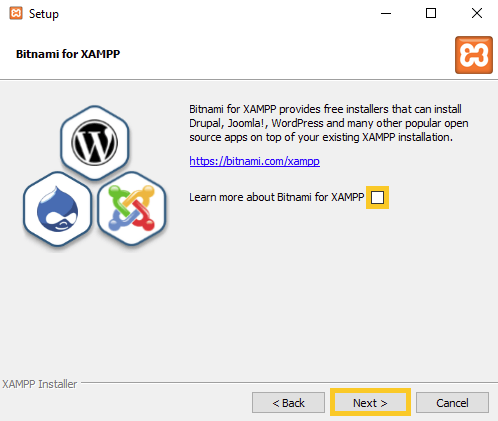 Setup
Bitnami for XAMPP
Bitnami for XAMPP provides free installers that can install
Drupal, Joomla!, WordPress and many other popular open
source apps on top of your existing XAMPP installation.
https://bitnami.com/xampp
Learn more about Bitnami for XAMPP
XAMPP Installer
< Back
Next >
Cancel